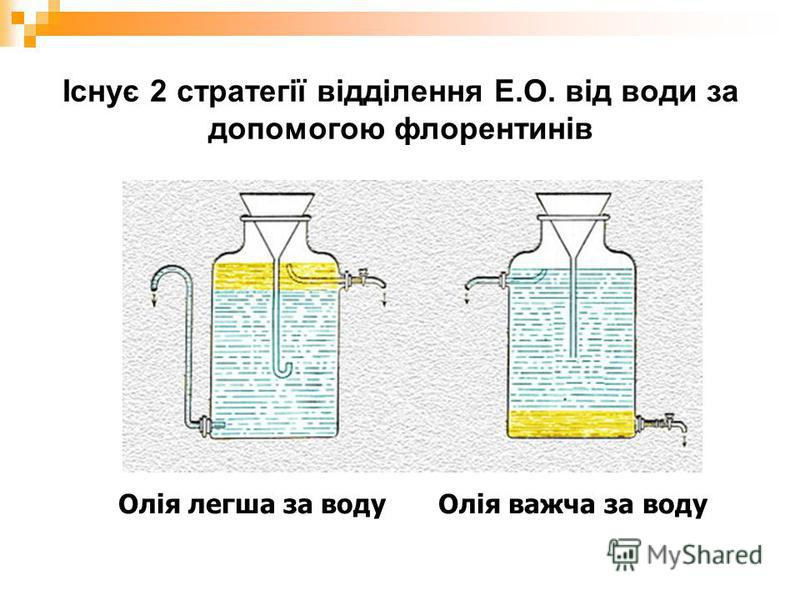 Існує 2 стратегії відділення Е.О. від води за
допомогою флорентинів
Олія легша за воду
Олія важча за воду
MyShared